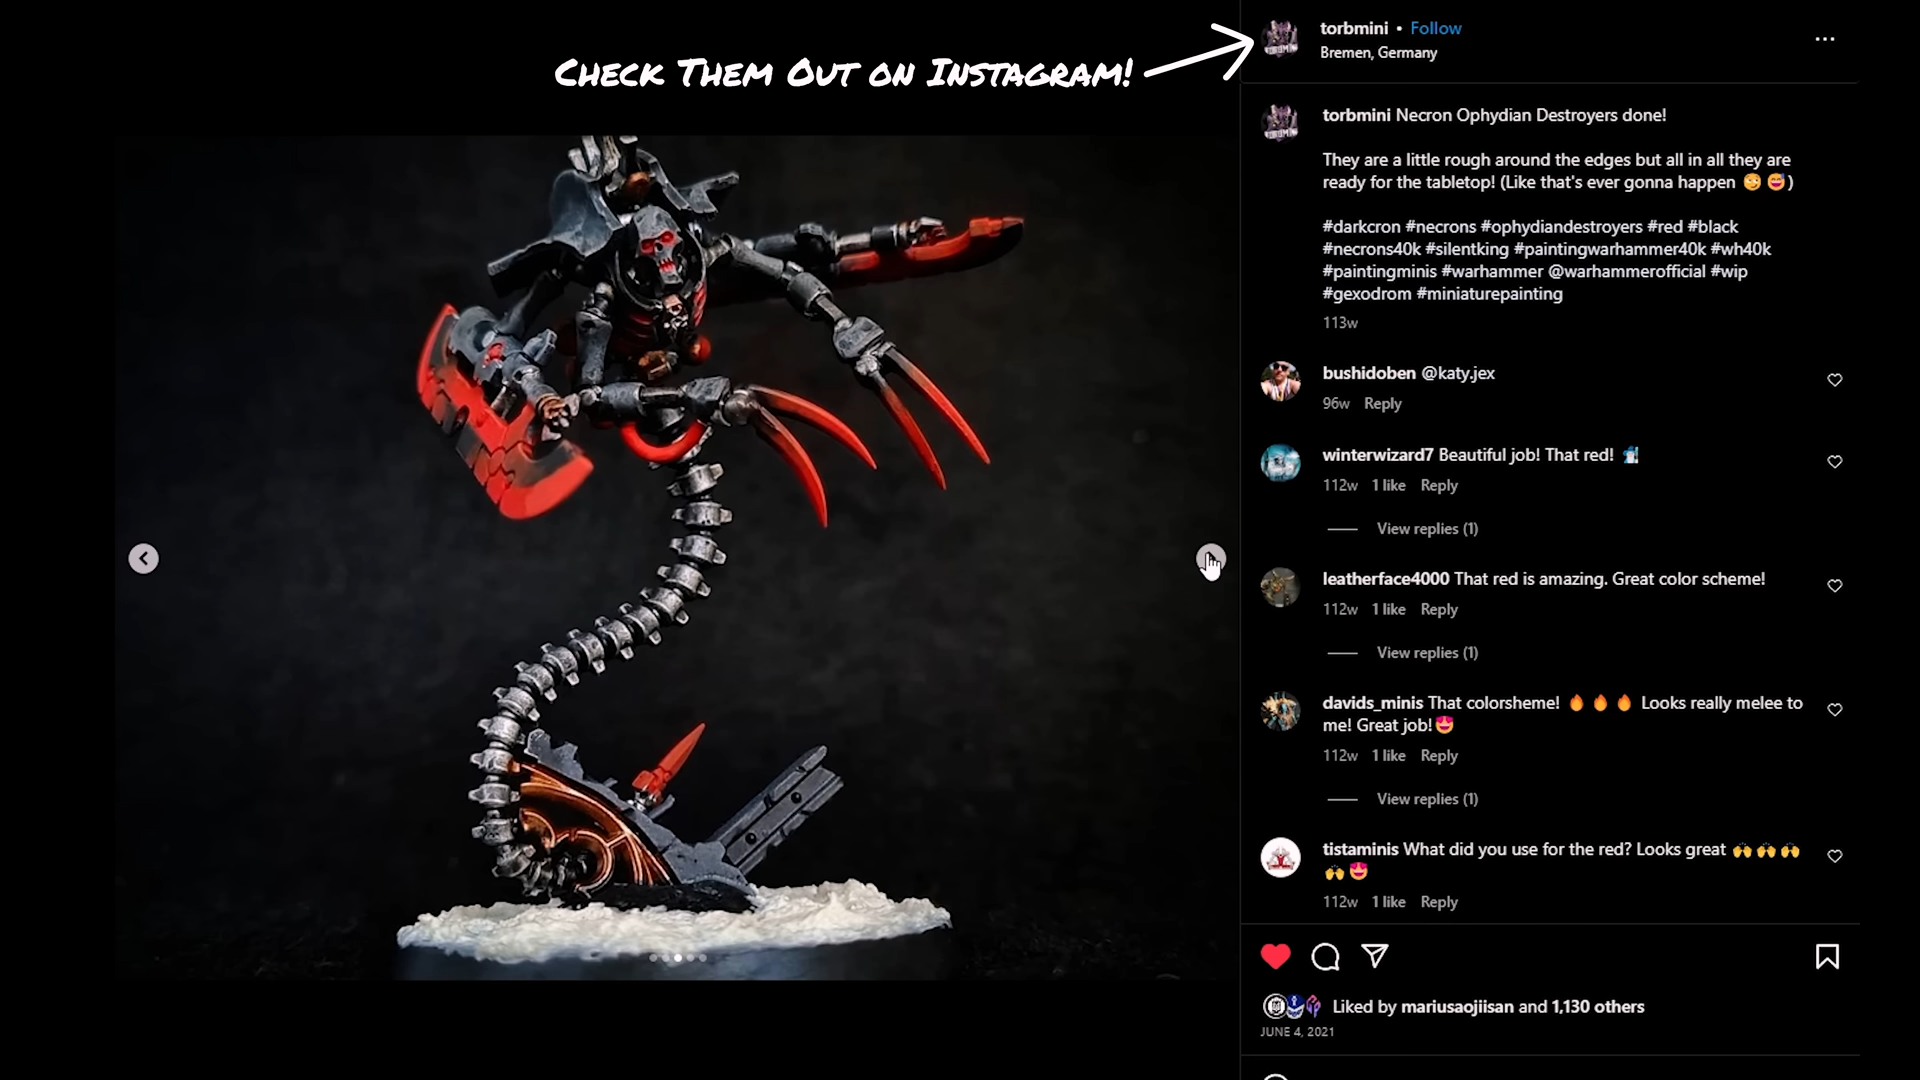 Check Them Out on Instagram!
torbmini • Follow
Bremen, Germany
torbmini Necron Ophydian Destroyers done!
They are a little rough around the edges but all in all they are
ready for the tabletop! (Like that's ever gonna happen 🙄 😅)
#darkcron #necrons #ophydiandestroyers #red #black
#necrons40k #silentking #paintingwarhammer40k #wh40k
#paintingminis #warhammer @warhammerofficial #wip
#gexodrom #miniaturepainting
113w
bushidoben @katy.jex
96w Reply
winterwizard7 Beautiful job! That red!
112w 1 like Reply
View replies (1)
leatherface4000 That red is amazing. Great color scheme!
112w 1 like Reply
View replies (1)
davids_minis That colorsheme! 🔥 🔥 🔥 Looks really melee to
me! Great job!😍
112w 1 like Reply
View replies (1)
tistaminis What did you use for the red? Looks great 🙌 🙌 🙌
🙌 😍
112w 1 like Reply
Liked by mariusaojiisan and 1,130 others
JUNE 4, 2021